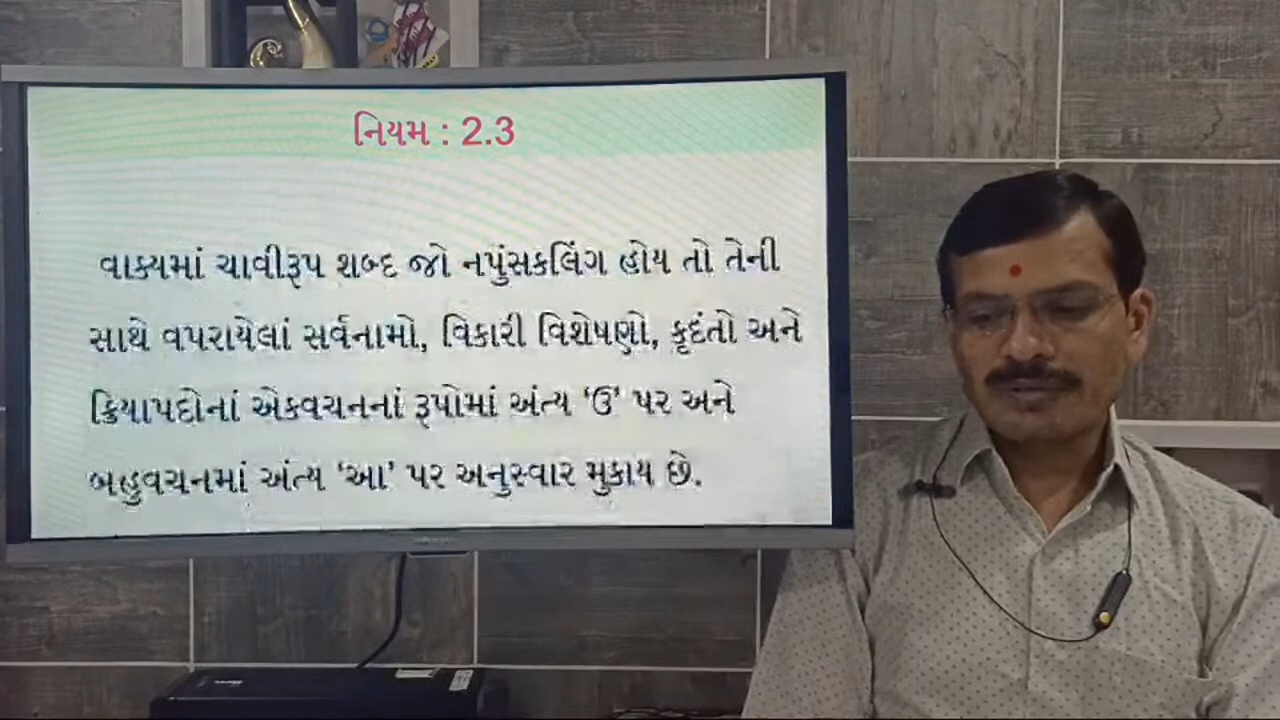 નિયમ : 2.3
વાક્યમાં ચાવીરૂપ શબ્દ જો નપુંસકલિંગ હોય તો તેની
સાથે વપરાયેલાં સર્વનામો, વિકારી વિશેષણો, કૃદંતો અને
ક્રિયાપદોનાં એકવચનનાં રૂપોમાં અંત્ય ‘ઉ’ પર અને
બહુવચનમાં અંત્ય ‘આ’ પર અનુસ્વાર મુકાય છે.